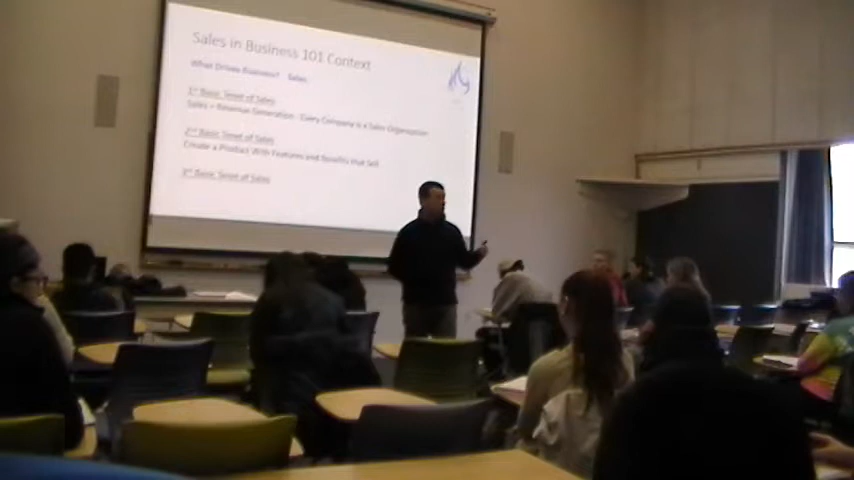 Sales in Business 101 Context
What Drives Business? Sales
1st Basic Tenet of Sales
Sales = Revenue Generation - Every Company is a Sales Organization
2nd Basic Tenet of Sales
Create a Product With Features and Benefits that Sell
3rd Basic Tenet of Sales